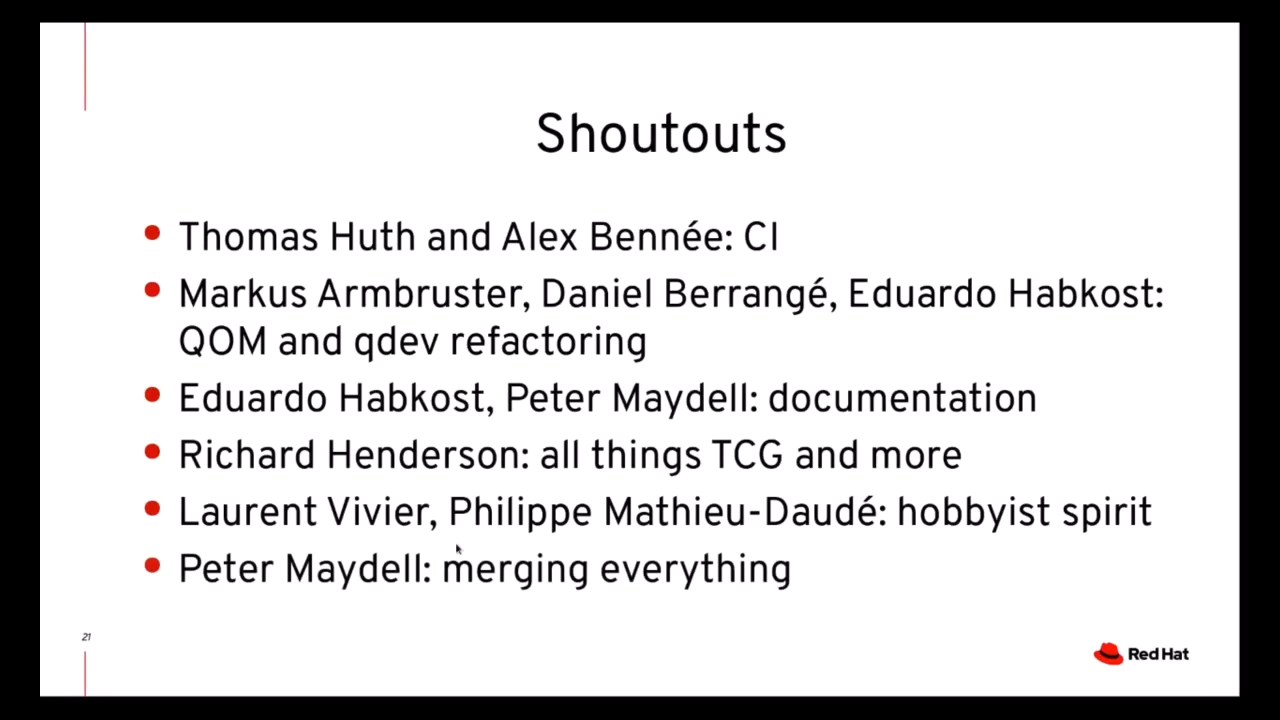 Shoutouts
Thomas Huth and Alex Bennée: CI
Markus Armbruster, Daniel Berrangé, Eduardo Habkost:
QOM and qdev refactoring
Eduardo Habkost, Peter Maydell: documentation
Richard Henderson: all things TCG and more
Laurent Vivier, Philippe Mathieu-Daudé: hobbyist spirit
Peter Maydell: merging everything
21
Red Hat